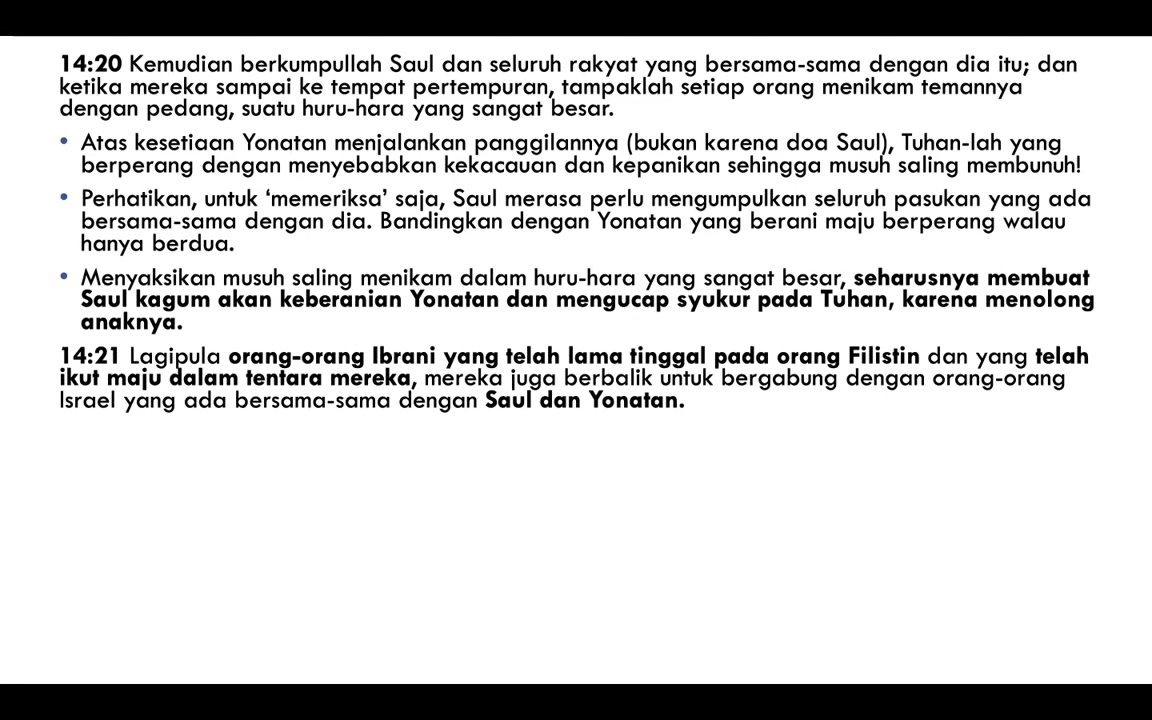 14:20 Kemudian berkumpullah Saul dan seluruh rakyat yang bersama-sama dengan dia itu; dan
ketika mereka sampai ke tempat pertempuran, tampaklah setiap orang menikam temannya
dengan pedang, suatu huru-hara yang sangat besar.
• Atas kesetiaan Yonatan menjalankan panggilannya (bukan karena doa Saul), Tuhan-lah yang
berperang dengan menyebabkan kekacauan dan kepanikan sehingga musuh saling membunuh!
• Perhatikan, untuk ‘memeriksa’ saja, Saul merasa perlu mengumpulkan seluruh pasukan yang ada
bersama-sama dengan dia. Bandingkan dengan Yonatan yang berani maju berperang walau
hanya berdua.
• Menyaksikan musuh saling menikam dalam huru-hara yang sangat besar, seharusnya membuat
Saul kagum akan keberanian Yonatan dan mengucap syukur pada Tuhan, karena menolong
anaknya.
14:21 Lagipula orang-orang Ibrani yang telah lama tinggal pada orang Filistin dan yang telah
ikut maju dalam tentara mereka, mereka juga berbalik untuk bergabung dengan orang-orang
Israel yang ada bersama-sama dengan Saul dan Yonatan.